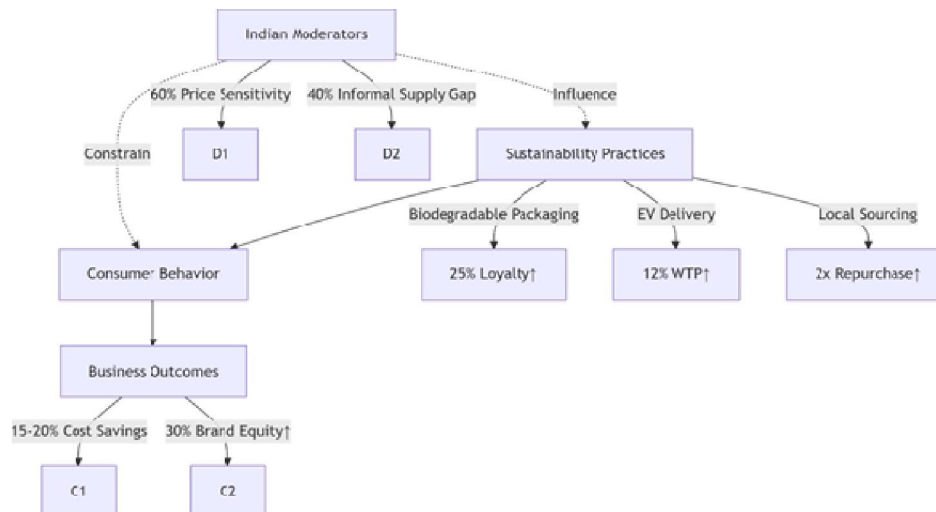 Indian Moderators
60% Price Sensitivity
40% Informal Supply Gap
Influence
Constrain
D1
D2
Sustainability Practices
Biodegradable Packaging
EV Delivery
Local Sourcing
Consumer Behavior
25% Loyalty↑
12% WTP↑
2x Repurchase↑
Business Outcomes
15-20% Cost Savings
30% Brand Equity↑
C1
C2